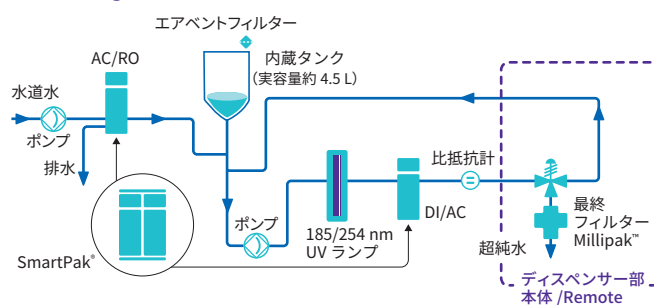 エアベントフィルター
AC/RO
内蔵タンク
（実容量約 4.5 L）
水道水
ポンプ
排水
比抵抗計
ポンプ
DI/AC
最終
フィルター
Millipak™
185/254 nm
UV ランプ
超純水
SmartPak®
ディスペンサー部
本体 /Remote